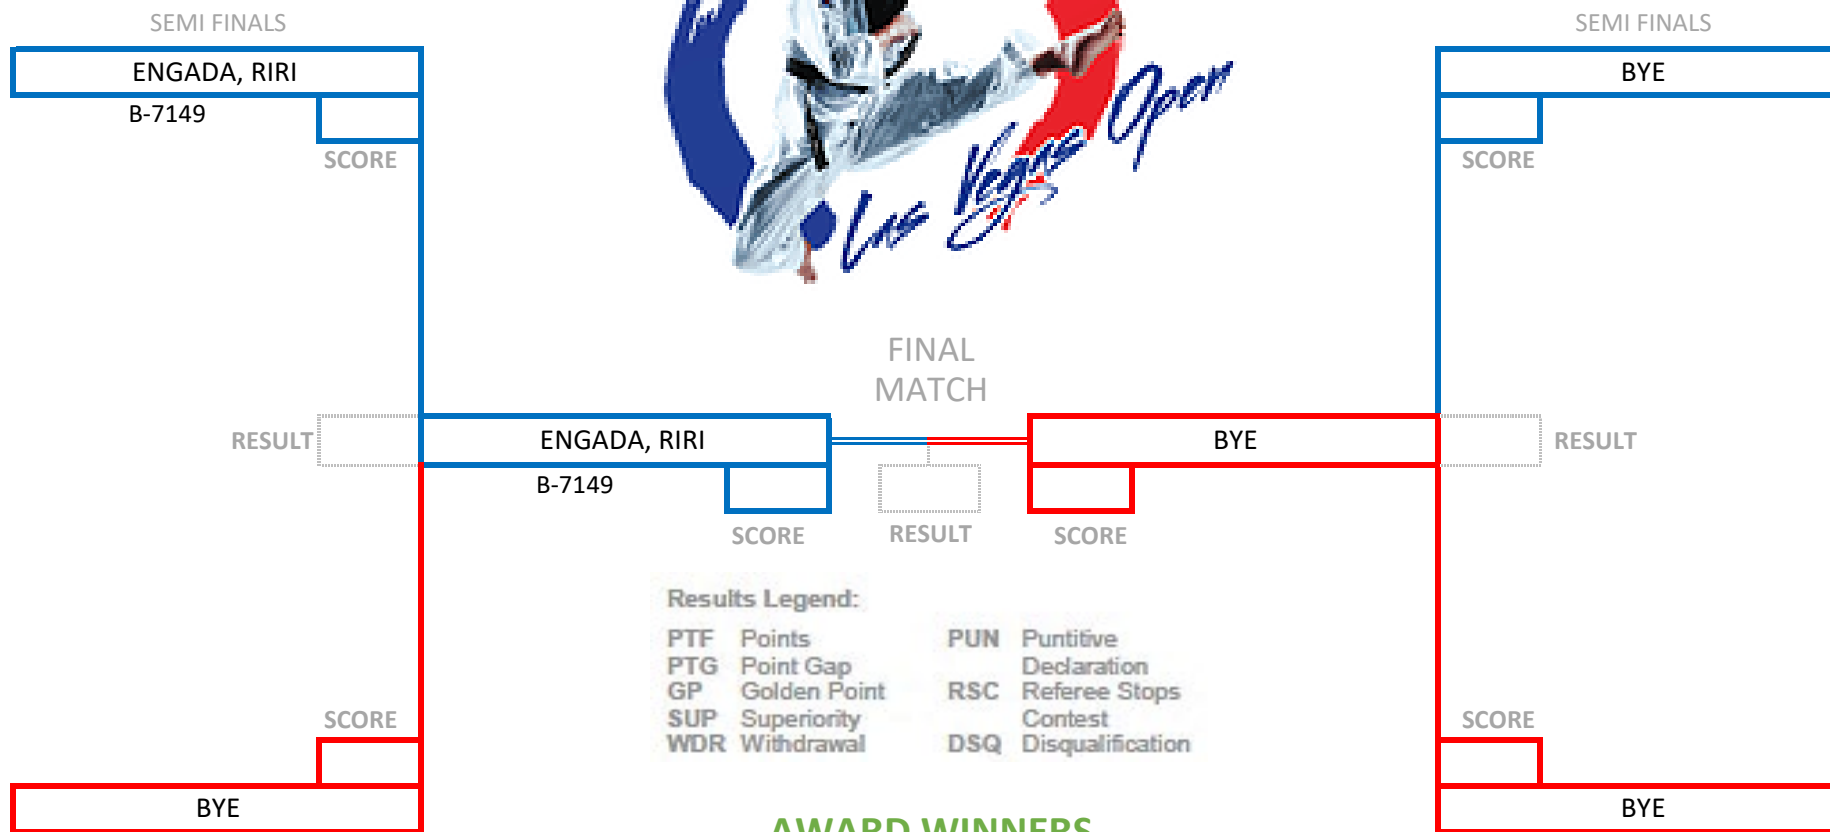 SEMI FINALS
SEMI FINALS
ENGADA, RIRI
BYE
B-7149
SCORE
SCORE
Las Vegas Open
FINAL
MATCH
RESULT
ENGADA, RIRI
BYE
RESULT
B-7149
SCORE
RESULT
SCORE
Results Legend:
PTF Points
PTG Point Gap
GP Golden Point
SUP Superiority
WDR Withdrawal
PUN Puntitive
Declaration
RSC Referee Stops
Contest
DSQ Disqualification
SCORE
SCORE
BYE
BYE
AWARD WINNERS